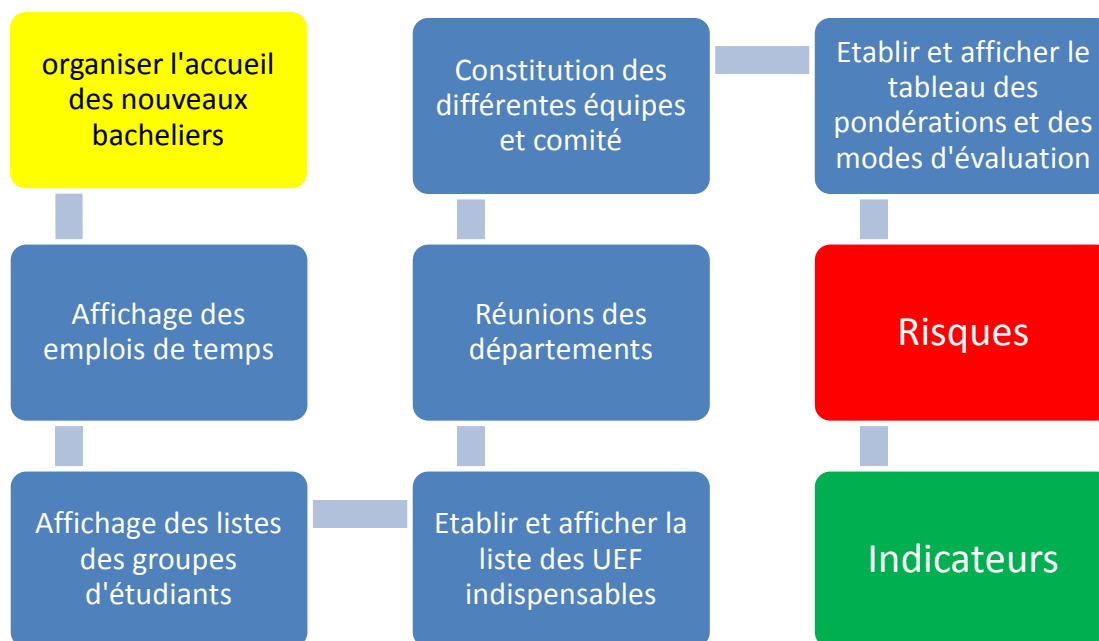 organiser l'accueil
des nouveaux
bacheliers
Affichage des
emplois de temps
Affichage des listes
des groupes
d'étudiants
Etablir et afficher la
liste des UEF
indispensables
Réunions des
départements
Constitution des
différentes équipes
et comité
Etablir et afficher le
tableau des
pondérations et des
modes d'évaluation
Risques
Indicateurs